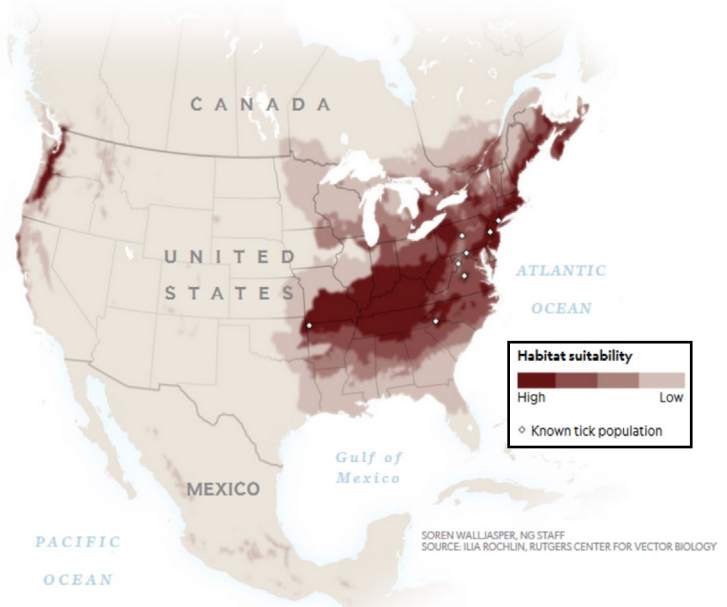 CANADA
UNITED
STATES
ATLANTIC
OCEAN
Habitat suitability
High Low
Known tick population
Gulf of
Mexico
MEXICO
PACIFIC
OCEAN
SOREN WALLJASPER, NG STAFF
SOURCE: ILIA ROCHLIN, RUTGERS CENTER FOR VECTOR BIOLOGY